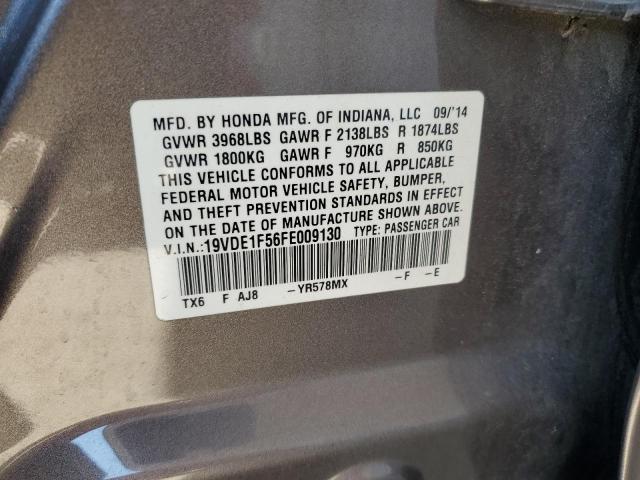 MFD. BY HONDA MFG. OF INDIANA, LLC 09/'14
GVWR 3968LBS GAWR F 2138LBS R 1874LBS
GVWR 1800KG GAWR F 970KG R 850KG
THIS VEHICLE CONFORMS TO ALL APPLICABLE
FEDERAL MOTOR VEHICLE SAFETY, BUMPER,
AND THEFT PREVENTION STANDARDS IN EFFECT
ON THE DATE OF MANUFACTURE SHOWN ABOVE.
V.I.N.:19VDE1F56FE009130 TYPE: PASSENGER CAR
TX6 F AJ8 -YR578MX -F -E